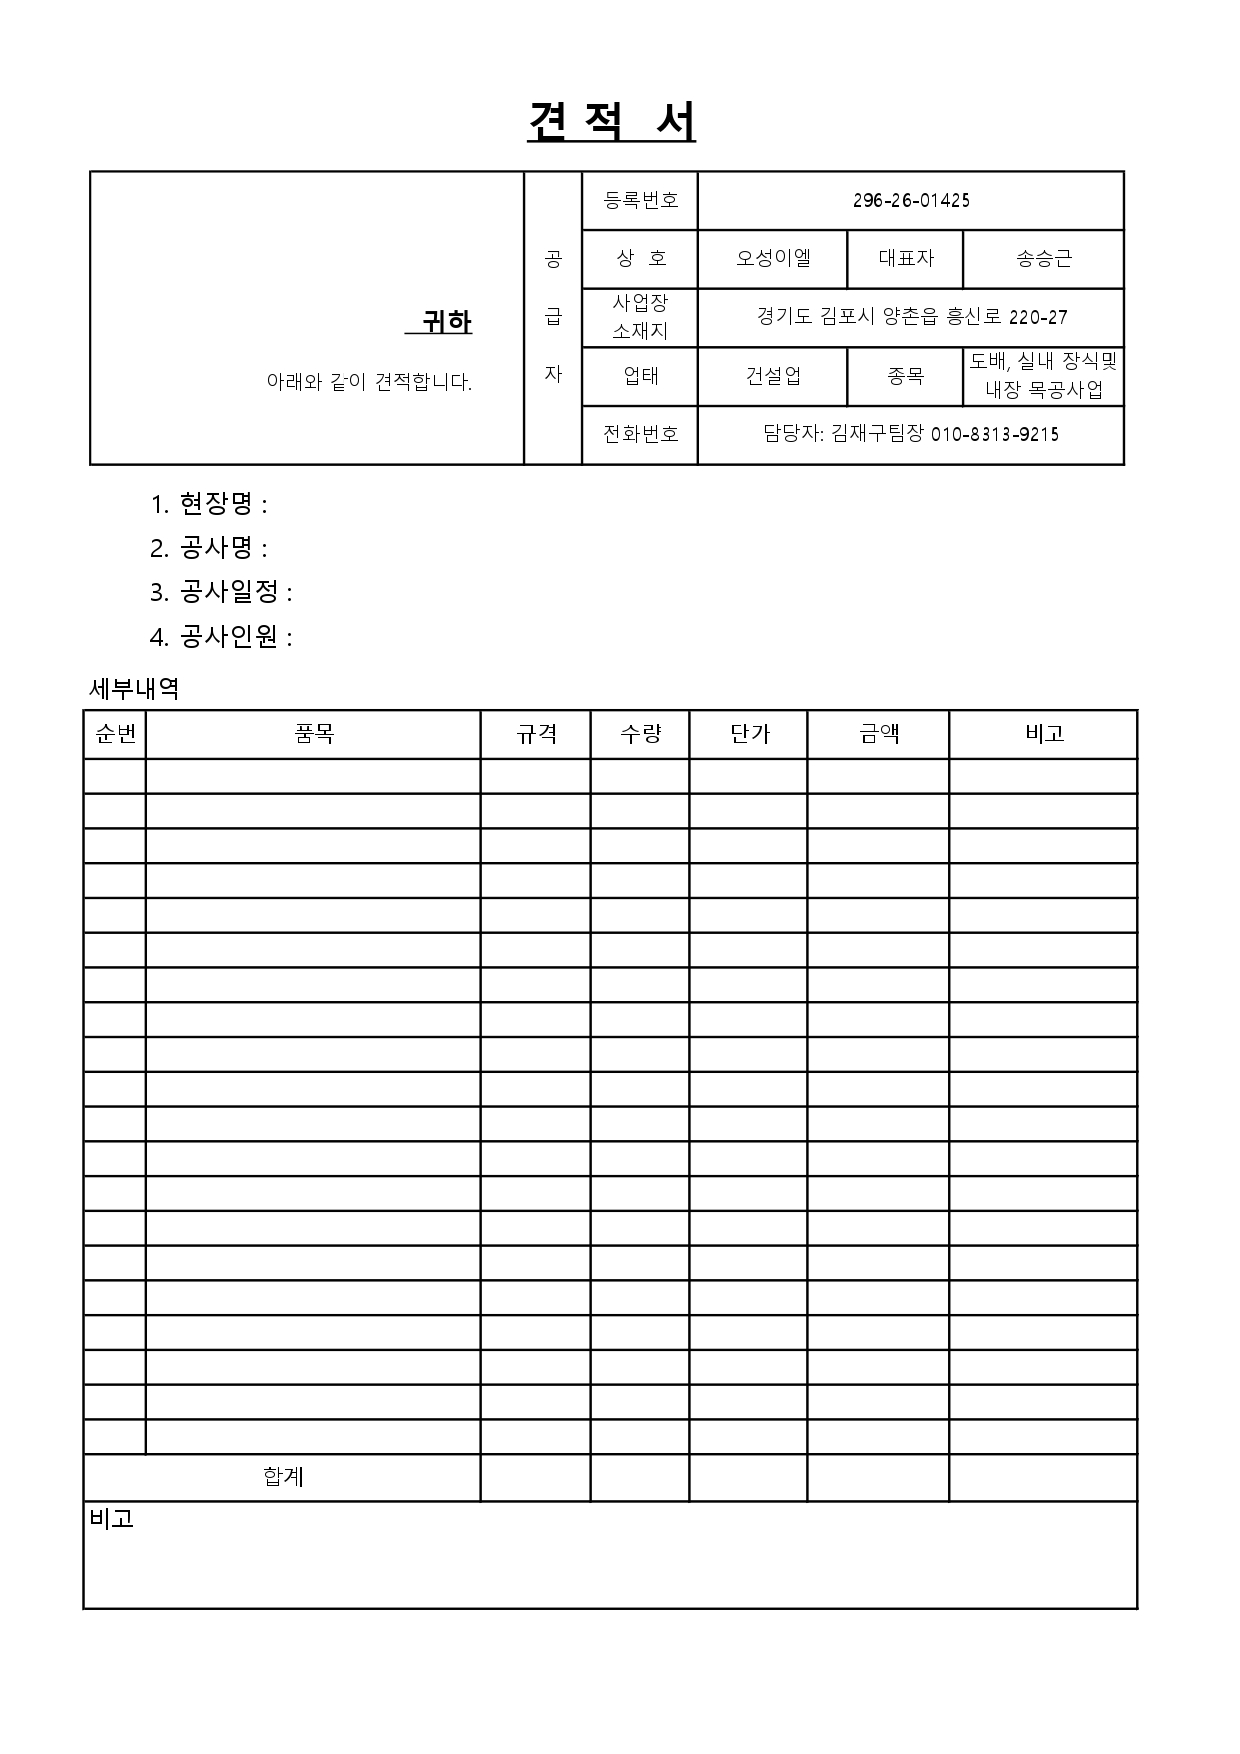 견 적 서
등록번호 296-26-01425
공 상 호 오성이엘 대표자 송승근
귀하 급 사업장 소재지 경기도 김포시 양촌읍 흥신로 220-27
아래와 같이 견적합니다. 자 업태 건설업 종목 도배, 실내 장식및 내장 목공사업
전화번호 담당자: 김재구팀장 010-8313-9215
1. 현장명 :
2. 공사명 :
3. 공사일정 :
4. 공사인원 :
세부내역
순번 품목 규격 수량 단가 금액 비고
합계
비고